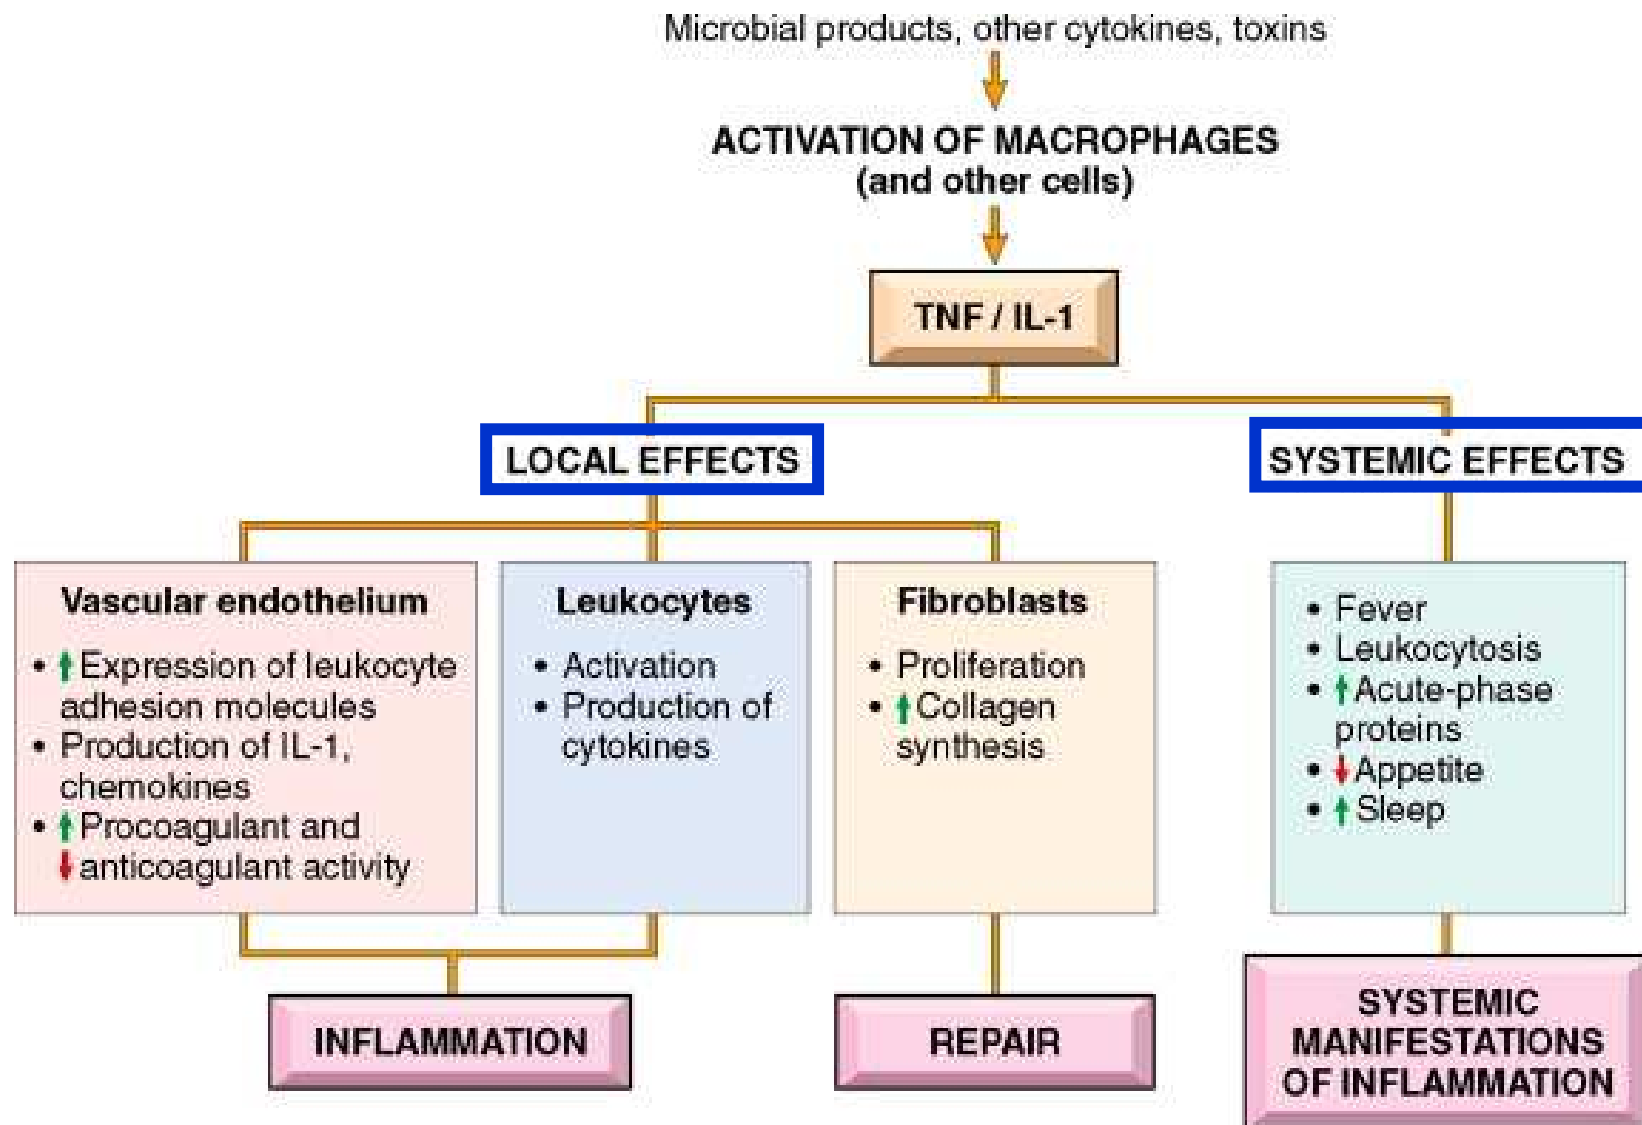 Microbial products, other cytokines, toxins
ACTIVATION OF MACROPHAGES
(and other cells)
TNF / IL-1
LOCAL EFFECTS
SYSTEMIC EFFECTS
Vascular endothelium
• ↑ Expression of leukocyte
adhesion molecules
• Production of IL-1,
chemokines
• ↑ Procoagulant and
↓ anticoagulant activity
Leukocytes
• Activation
• Production of
cytokines
Fibroblasts
• Proliferation
• ↑ Collagen
synthesis
• Fever
• Leukocytosis
• ↑ Acute-phase
proteins
• ↓ Appetite
• ↑ Sleep
INFLAMMATION
REPAIR
SYSTEMIC
MANIFESTATIONS
OF INFLAMMATION